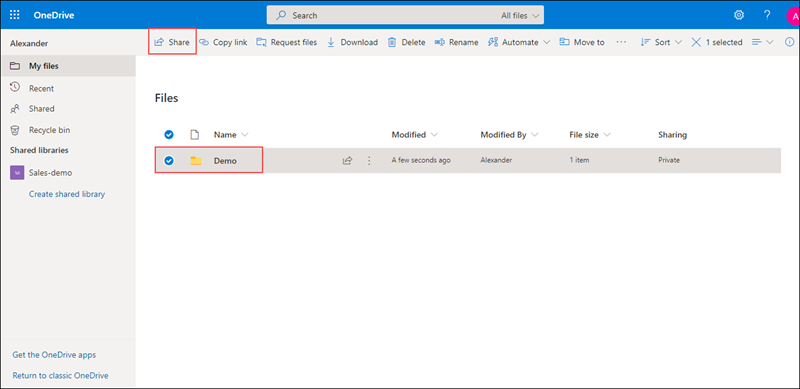 OneDrive
Search
All files
?
A
Alexander
Share
Copy link
Request files
Download
Delete
Rename
Automate
Move to
...
Sort
1 selected
My files
Recent
Shared
Recycle bin
Shared libraries
Sales-demo
Create shared library
Files
Name
Modified
Modified By
File size
Sharing
Demo
A few seconds ago
Alexander
1 item
Private
Get the OneDrive apps
Return to classic OneDrive